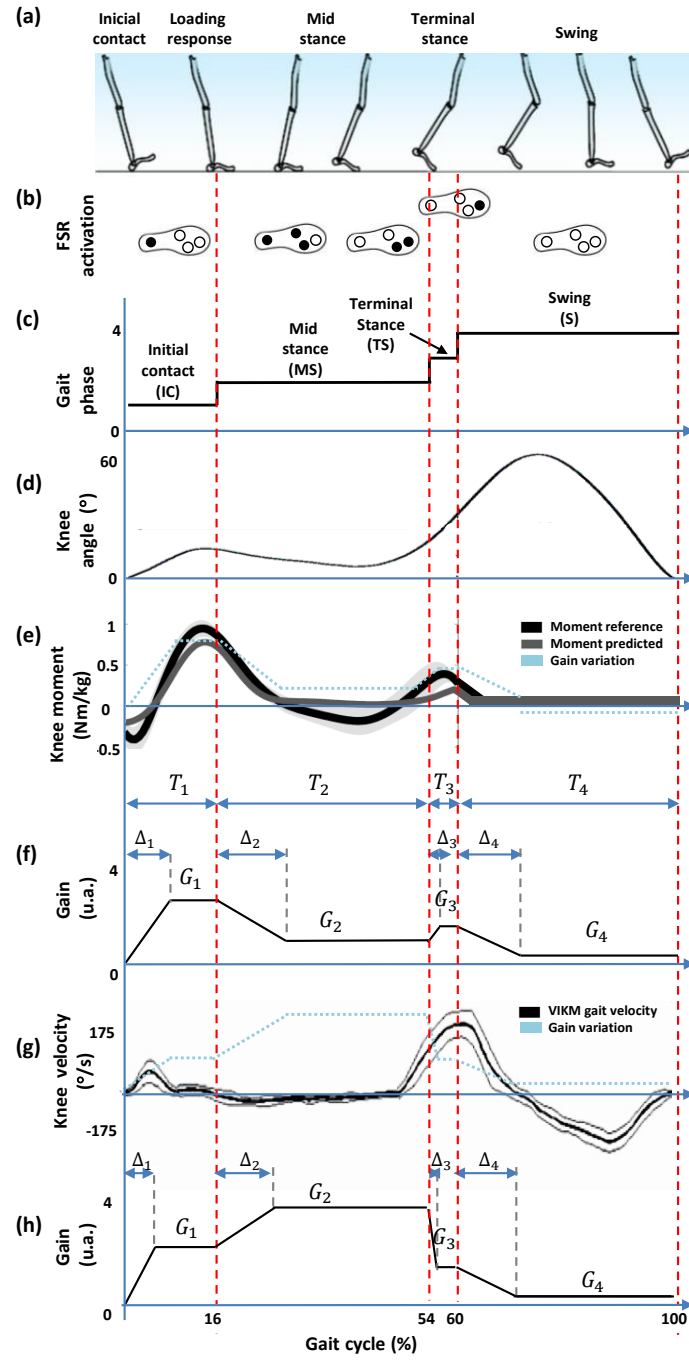 (a)
Inicial contact
Loading response
Mid stance
Terminal stance
Swing
(b)
FSR activation
(c)
Gait phase
4
0
Initial contact (IC)
Mid stance (MS)
Terminal Stance (TS)
Swing (S)
(d)
Knee angle (°)
60
0
(e)
Knee moment (Nm/kg)
1
0.5
0
-0.5
Moment reference
Moment predicted
Gain variation
T₁
T₂
T₃
T₄
(f)
Gain (u.a.)
4
0
Δ₁
Δ₂
Δ₃
Δ₄
G₁
G₂
G₃
G₄
(g)
Knee velocity (°/s)
175
0
-175
VIKM gait velocity
Gain variation
(h)
Gain (u.a.)
4
0
Δ₁
Δ₂
Δ₃
Δ₄
G₁
G₂
G₃
G₄
16
54
60
100
Gait cycle (%)